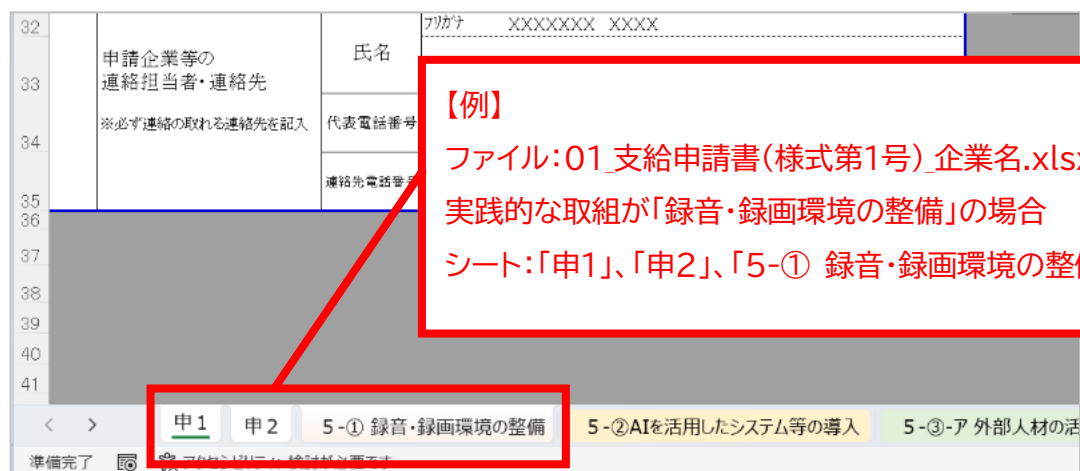 32
フリガナ XXXXXXX XXXX
申請企業等の
連絡担当者・連絡先
氏名
33
※必ず連絡の取れる連絡先を記入
代表電話番号
34
連絡先電話番号
35
36
37
38
39
40
41
【例】
ファイル：01_支給申請書(様式第1号)_企業名.xlsx
実践的な取組が「録音・録画環境の整備」の場合
シート：「申1」、「申2」、「5-① 録音・録画環境の整
申1 申2 5-① 録音・録画環境の整備 5-②AIを活用したシステム等の導入 5-③-ア 外部人材の活
準備完了